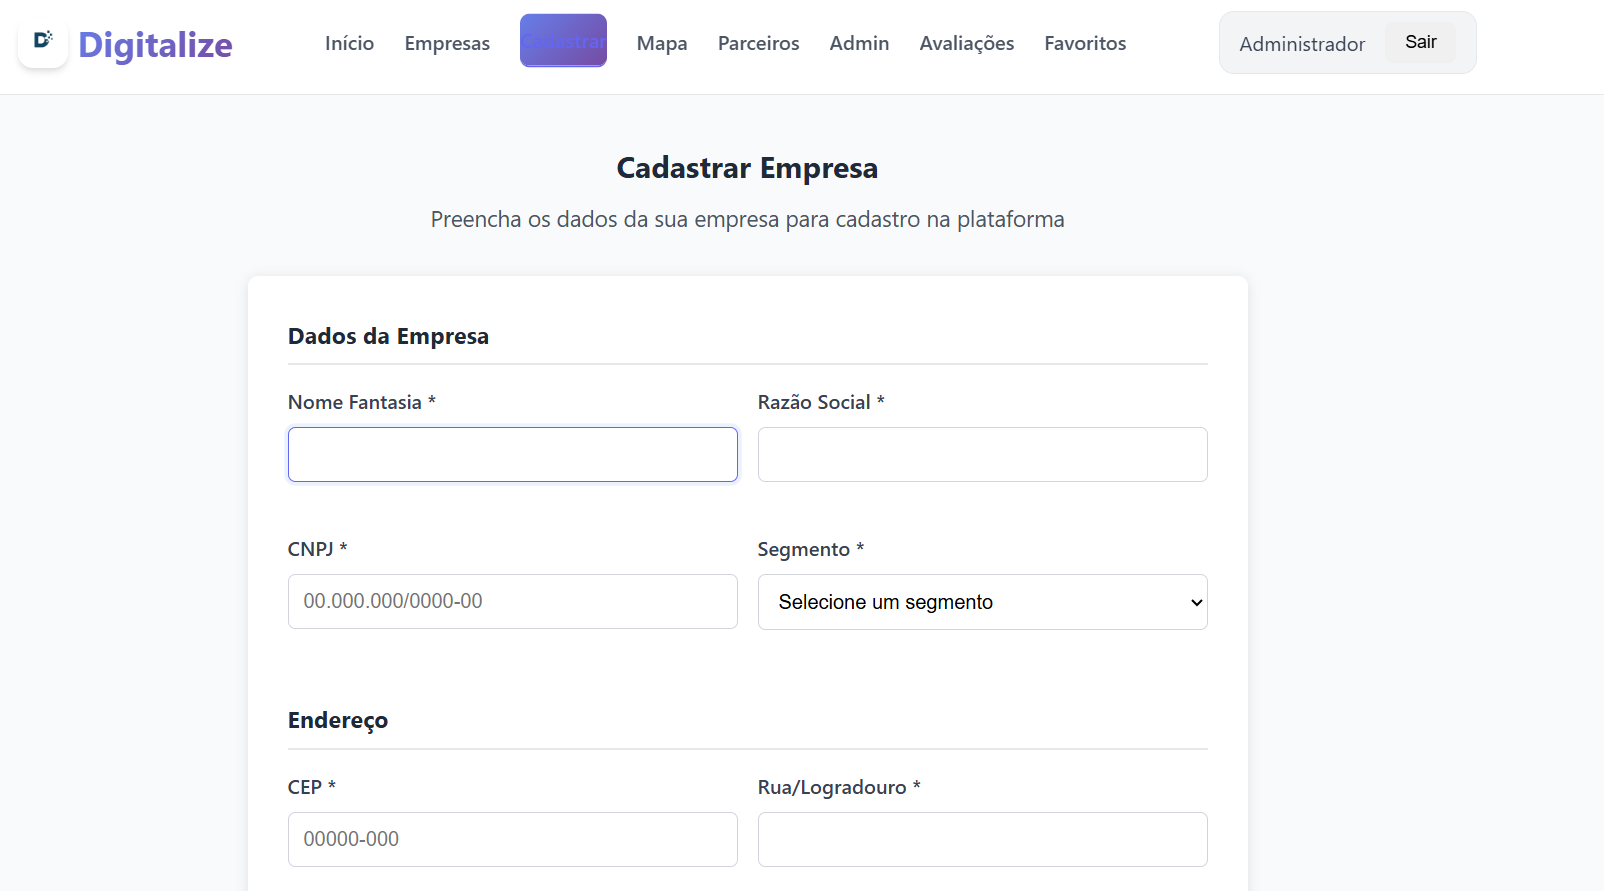 Digitalize
Início Empresas Cadastrar Mapa Parceiros Admin Avaliações Favoritos Administrador Sair
Cadastrar Empresa
Preencha os dados da sua empresa para cadastro na plataforma
Dados da Empresa
Nome Fantasia * Razão Social *
CNPJ * Segmento *
00.000.000/0000-00 Selecione um segmento
Endereço
CEP * Rua/Logradouro *
00000-000